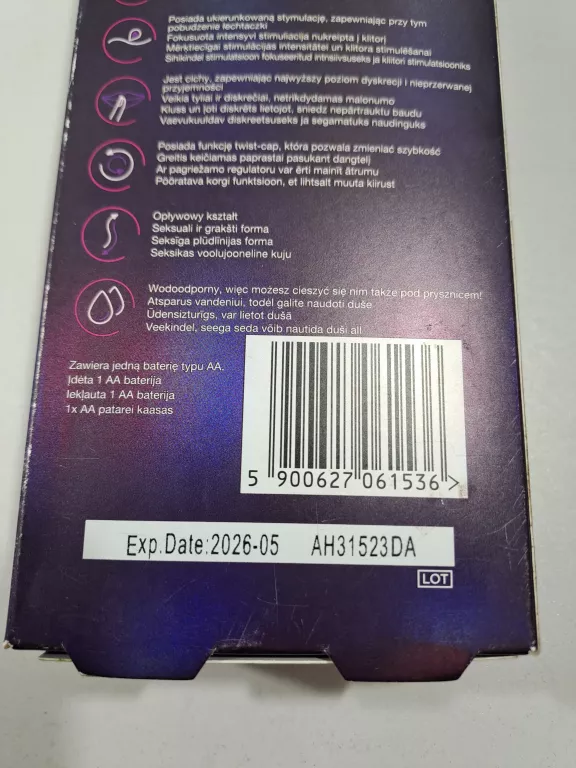 Posiada ukierunkowaną stymulację, zapewniając przy tym
pobudzenie łechtaczki
Fokusuota intensyvi stimuliacija nukreipta į klitorį
Mērķtiecīgai stimulācijas intensitātei un klitora stimulēšanai
Sihikindel stimulatsioon fokuseeritud intnsiivsuseks ja kliitori stimulatsiooniks
Jest cichy, zapewniając najwyższy poziom dyskrecji i nieprzerwanej
przyjemności
Veikia tyliai ir diskrečiai, netrikdydamas malonumo
Kluss un ļoti diskrēts lietojot, sniedz nepārtrauktu baudu
Vaevukuuldav diskreetsuseks ja segamatuks naudinguks
Posiada funkcję twist-cap, która pozwala zmieniać szybkość
Greitis keičiamas paprastai pasukant dangtelį
Ar pagriežamo regulatoru var ērti mainīt ātrumu
Pööratava korgi funktsioon, et lihtsalt muuta kiirust
Opływowy kształt
Seksuali ir grakšti forma
Seksīga plūdlīnijas forma
Seksikas voolujooneline kuju
Wodoodporny, więc możesz cieszyć się nim także pod prysznicem!
Atsparus vandeniui, todėl galite naudoti duše
Ūdensizturīgs, var lietot dušā
Veekindel, seega seda võib nautida duši all
Zawiera jedną baterię typu AA.
Įdėta 1 AA baterija
Iekļauta 1 AA baterija
1x AA patarei kaasas
5 900627 061536 >
Exp.Date:2026-05 AH31523DA
LOT